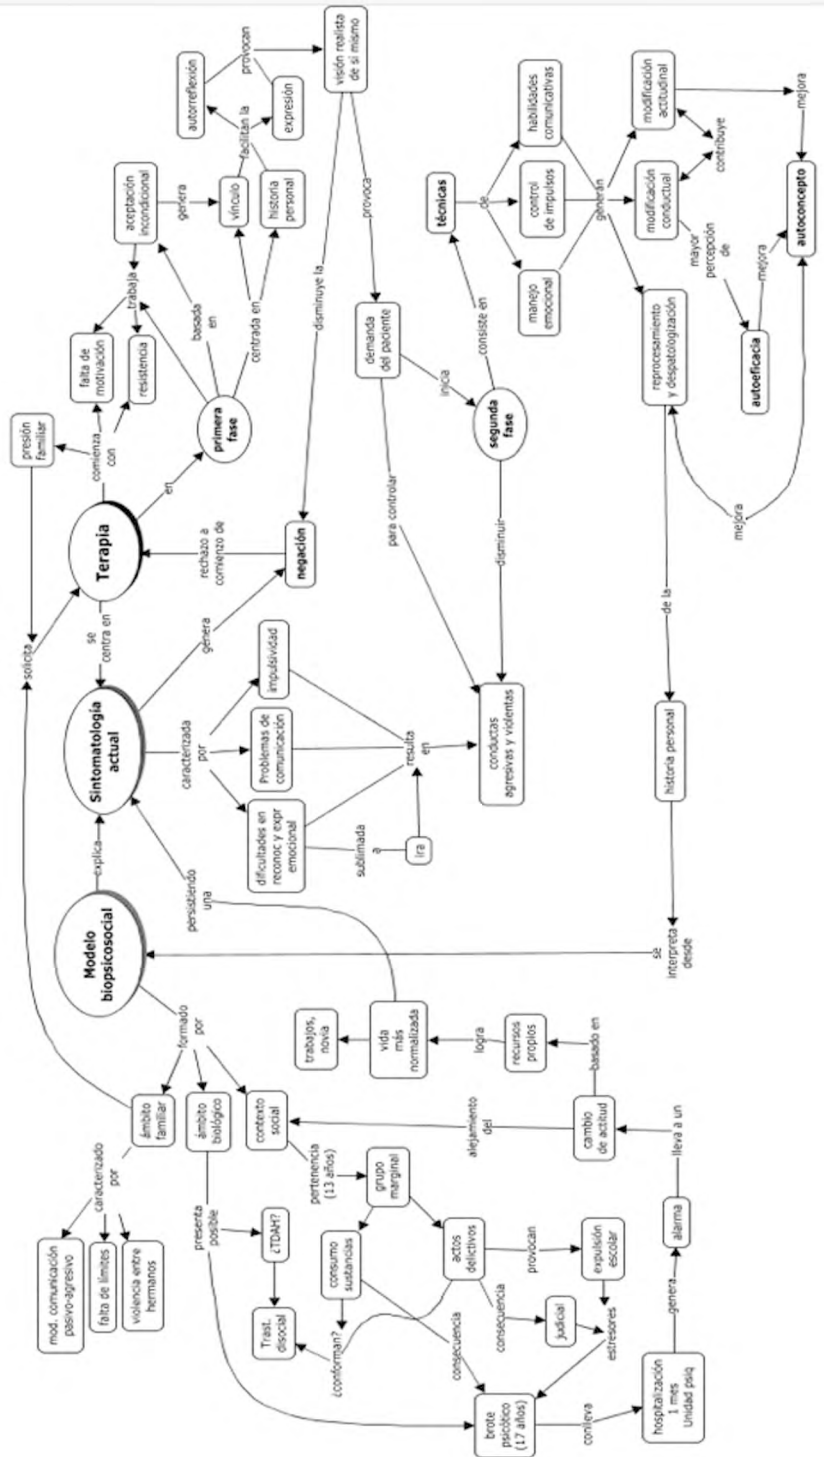 mod. comunicación
pasivo-agresivo
falta de límites
violencia entre
hermanos
caracterizado
por
ámbito
familiar
ámbito
biológico
contexto
social
formado
por
Modelo
biopsicosocial
explica
Sintomatología
actual
se
centra en
Terapia
solicita
presión
familiar
comienza
con
falta de
motivación
resistencia
trabaja
aceptación
incondicional
genera
vínculo
historia
personal
facilitan la
autorreflexión
expresión
provocan
visión realista
de si mismo
en
primera
fase
basada
en
centrada en
rechazo a
comienzo de
negación
genera
disminuye la
provoca
demanda
del paciente
inicia
para controlar
segunda
fase
consiste en
disminuir
técnicas
de
manejo
emocional
control
de impulsos
habilidades
comunicativas
generan
reprocesamiento
y despatologización
modificación
conductual
modificación
actitudinal
contribuye
mayor
percepción
de
autoeficacia
mejora
mejora
autoconcepto
mejora
de la
historia personal
se
interpreta
desde
caracterizada
por
dificultades en
reconoc y expr
emocional
Problemas de
comunicación
impulsividad
sublimada
a
ira
resulta
en
conductas
agresivas y violentas
persistiendo
una
vida
más
normalizada
trabajos,
novia
logra
recursos
propios
basado en
cambio
de actitud
alejamiento
del
lleva a un
alarma
genera
hospitalización
1 mes
Unidad psiq
conlleva
brote
psicótico
(17 años)
presenta
posible
¿TDAH?
Trast.
disocial
¿conforman?
pertenencia
(13 años)
grupo
marginal
consumo
sustancias
actos
delictivos
consecuencia
consecuencia
provocan
expulsión
escolar
judicial
estresores